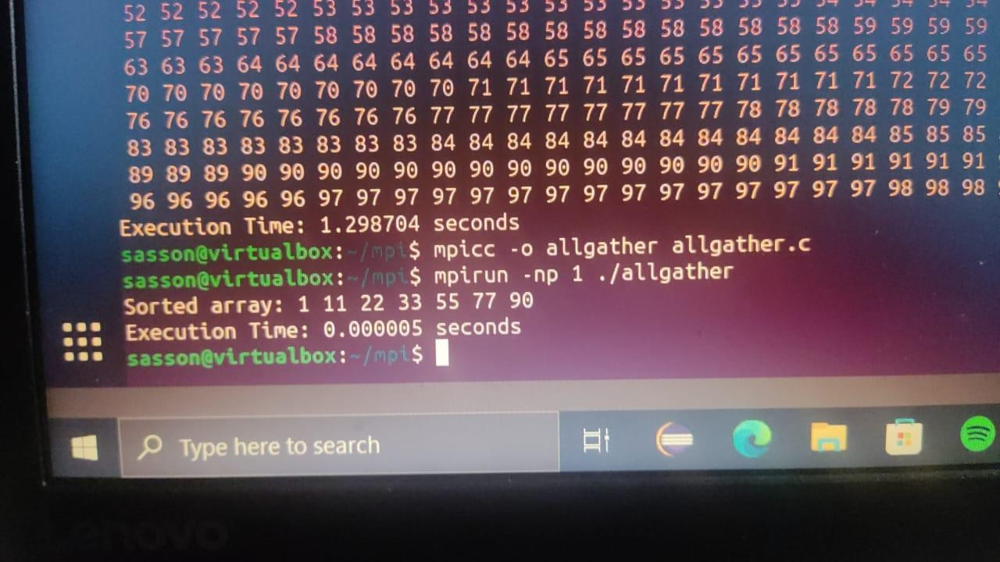 52 52 52 52 52 53 53 53 53 53 53 53 53 53 53
57 57 57 57 57 58 58 58 58 58 58 58 58 58 58 58 58 58 58 59 59 59 59
63 63 63 64 64 64 64 64 64 64 64 65 65 65 65 65 65 65 65 65 65 65 65
70 70 70 70 70 70 70 70 70 71 71 71 71 71 71 71 71 71 71 71 72 72 72
76 76 76 76 76 76 76 76 77 77 77 77 77 77 77 77 78 78 78 78 78 79 79
83 83 83 83 83 83 83 83 84 84 84 84 84 84 84 84 84 84 84 84 85 85 85
89 89 89 90 90 90 90 90 90 90 90 90 90 90 90 90 90 91 91 91 91 91 91
96 96 96 96 96 97 97 97 97 97 97 97 97 97 97 97 97 97 97 97 98 98 98
Execution Time: 1.298704 seconds
sasson@virtualbox:~/mpi$ mpicc -o allgather allgather.c
sasson@virtualbox:~/mpi$ mpirun -np 1 ./allgather
Sorted array: 1 11 22 33 55 77 90
Execution Time: 0.000005 seconds
sasson@virtualbox:~/mpi$
Type here to search
Lenovo